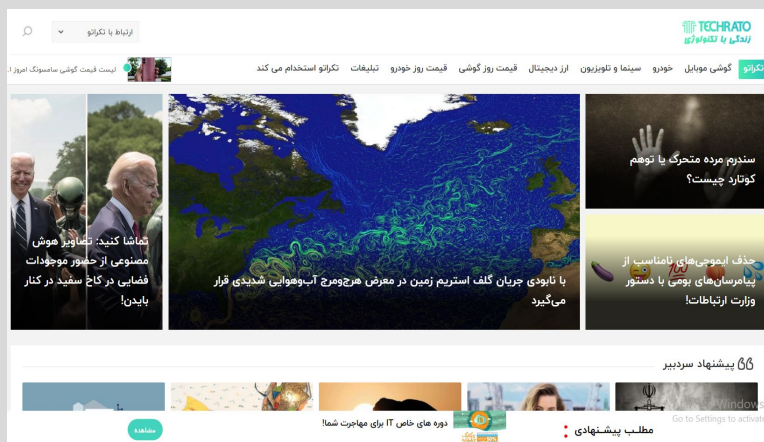 TECHRATO
زندگی با تکنولوژی
ارتباط با تکراتو
تکراتو گوشی موبایل خودرو سینما و تلویزیون ارز دیجیتال قیمت روز گوشی قیمت روز خودرو تبلیغات تکراتو استخدام می کند
لیست قیمت گوشی سامسونگ امروز
سندرم مرده متحرک یا توهم
کوتارد چیست؟
حذف ایموجی‌های نامناسب از
پیام‌رسان‌های بومی با دستور
وزارت ارتباطات!
با نابودی جریان گلف استریم زمین در معرض هرج‌ومرج آب‌وهوایی شدیدی قرار
می‌گیرد
تماشا کنید: تصاویر هوش
مصنوعی از حضور موجودات
فضایی در کاخ سفید در کنار
بایدن!
پیشنهاد سردبیر
Windows
Go to Settings to activate
مطلب پیشـنهادی
دوره های خاص IT برای مهاجرت شما!
مشاهده